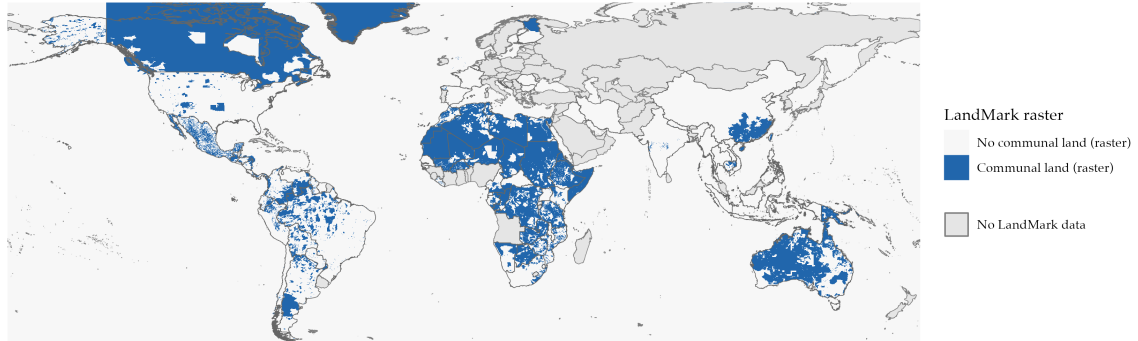 LandMark raster
No communal land (raster)
Communal land (raster)
No LandMark data